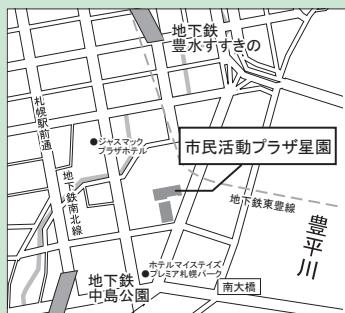 地下鉄
豊水すすきの
札幌駅前通
ジャスマック
プラザホテル
市民活動プラザ星園
地下鉄南北線
地下鉄東豊線
豊平川
ホテルマイステイズ
プレミア札幌パーク
地下鉄
中島公園
南大橋